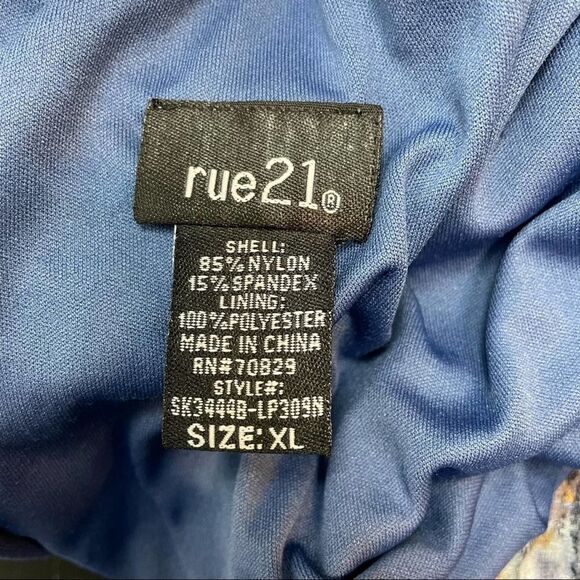 rue21®
SHELL:
85%NYLON
15%SPANDEX
LINING:
100%POLYESTER
MADE IN CHINA
RN#70829
STYLE#:
SK3444B-LP309N
SIZE: XL